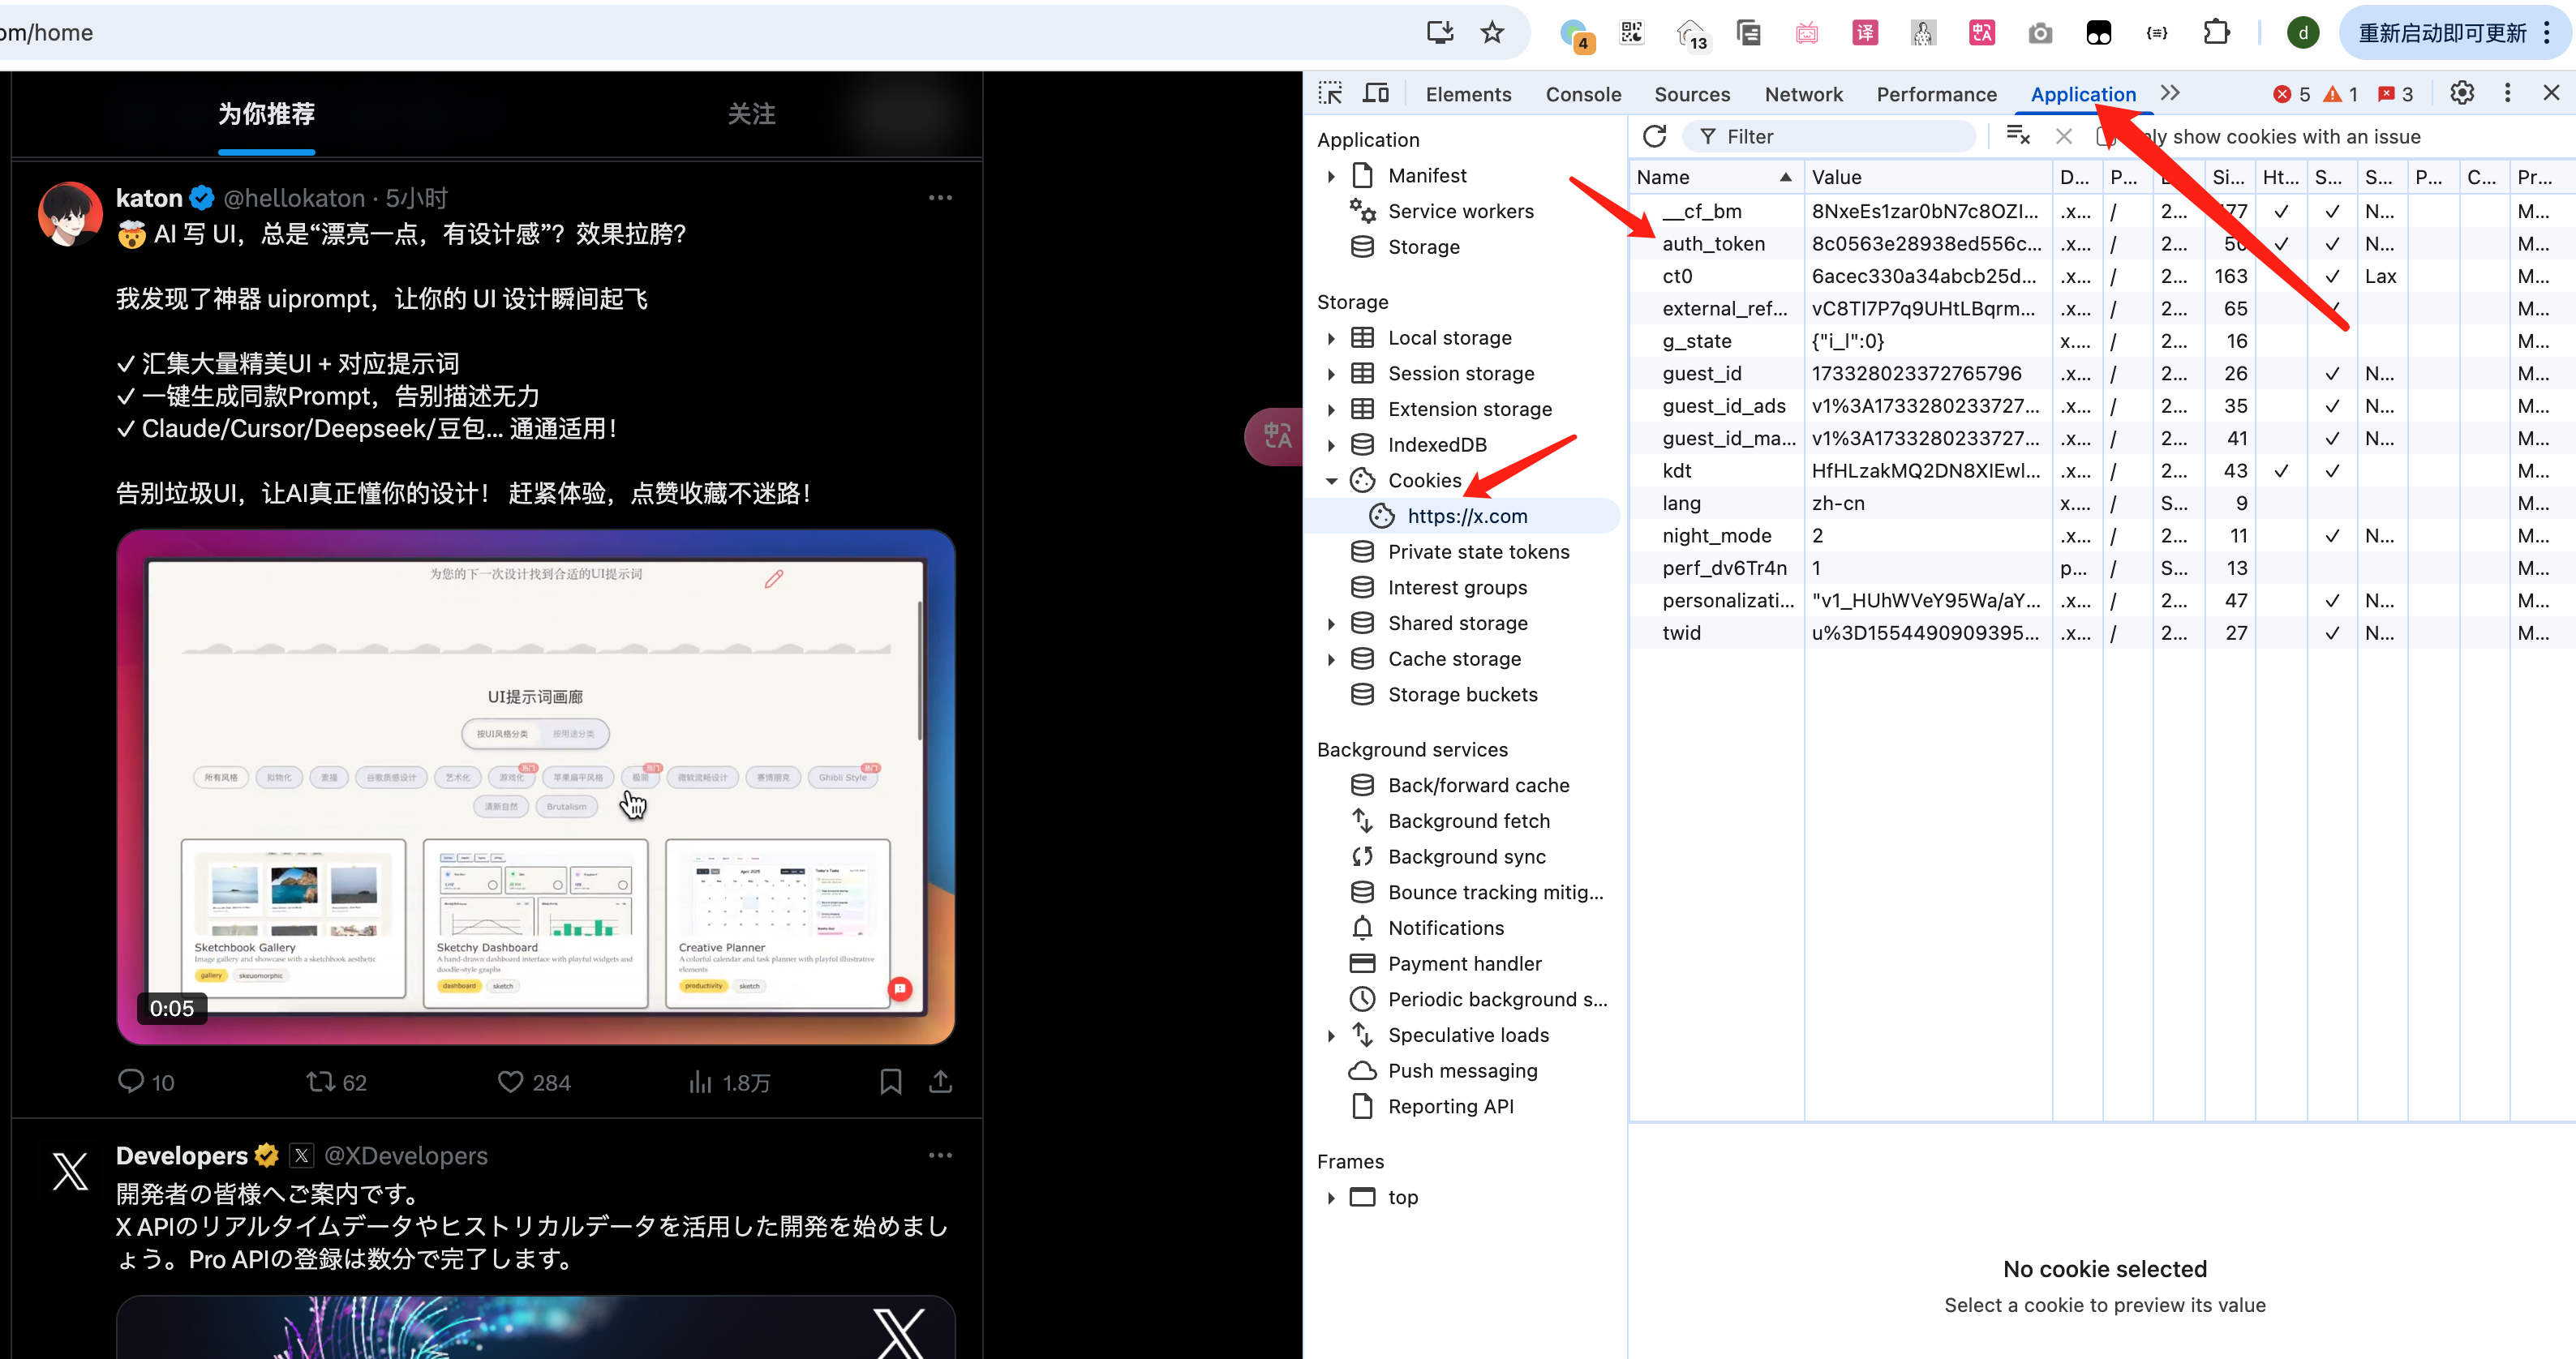 om/home
4
13
译
d
重新启动即可更新
为你推荐
关注
katon @hellokaton · 5小时
🤯 AI 写 UI，总是“漂亮一点，有设计感”？效果拉胯？
我发现了神器 uiprompt，让你的 UI 设计瞬间起飞
✓ 汇集大量精美UI + 对应提示词
✓ 一键生成同款Prompt，告别描述无力
✓ Claude/Cursor/Deepseek/豆包... 通通适用！
告别垃圾UI，让AI真正懂你的设计！ 赶紧体验，点赞收藏不迷路！
为您的下一次设计找到合适的UI提示词
UI提示词画廊
按UI风格分类 按用途分类
所有风格 拟物化 素描 谷歌质感设计 艺术化 游戏化 热门 苹果扁平风格 极简 热门 微软流畅设计 赛博朋克 Ghibli Style 热门
清新自然 Brutalism
Sketchbook Gallery
Image gallery and showcase with a sketchbook aesthetic
gallery skeuomorphic
Sketchy Dashboard
A hand-drawn dashboard interface with playful widgets and
doodle-style graphs
dashboard sketch
April 2025
Today's Tasks
Creative Planner
A colorful calendar and task planner with playful illustrative
elements
productivity sketch
0:05
10 62 284 1.8万
Developers @XDevelopers
開発者の皆様へご案内です。
X APIのリアルタイムデータやヒストリカルデータを活用した開発を始めまし
ょう。Pro APIの登録は数分で完了します。
中A
Elements Console Sources Network Performance Application 5 1 3
Application
Manifest
Service workers
Storage
Storage
Local storage
Session storage
Extension storage
IndexedDB
Cookies
https://x.com
Private state tokens
Interest groups
Shared storage
Cache storage
Storage buckets
Background services
Back/forward cache
Background fetch
Background sync
Bounce tracking mitig...
Notifications
Payment handler
Periodic background s...
Speculative loads
Push messaging
Reporting API
Frames
top
Filter
ly show cookies with an issue
Name Value D... P... Si... Ht... S... S... P... C... Pr...
__cf_bm 8NxeEs1zar0bN7c8OZI... .x... / 2... 77 ✓ ✓ N... M...
auth_token 8c0563e28938ed556c... .x... / 2... ✓ ✓ N... M...
ct0 6acec330a34abcb25d... .x... / 2... 163 ✓ Lax M...
external_ref... vC8TI7P7q9UHtLBqrm... .x... / 2... 65 M...
g_state {"i_l":0} x.... / 2... 16 M...
guest_id 173328023372765796 .x... / 2... 26 ✓ N... M...
guest_id_ads v1%3A1733280233727... .x... / 2... 35 ✓ N... M...
guest_id_ma... v1%3A1733280233727... .x... / 2... 41 ✓ N... M...
kdt HfHLzakMQ2DN8XIEwl... .x... / 2... 43 ✓ ✓ M...
lang zh-cn x.... / S... 9 M...
night_mode 2 .x... / 2... 11 ✓ N... M...
perf_dv6Tr4n 1 p... / S... 13 M...
personalizati... "v1_HUhWVeY95Wa/aY... .x... / 2... 47 ✓ N... M...
twid u%3D1554490909395... .x... / 2... 27 ✓ N... M...
No cookie selected
Select a cookie to preview its value